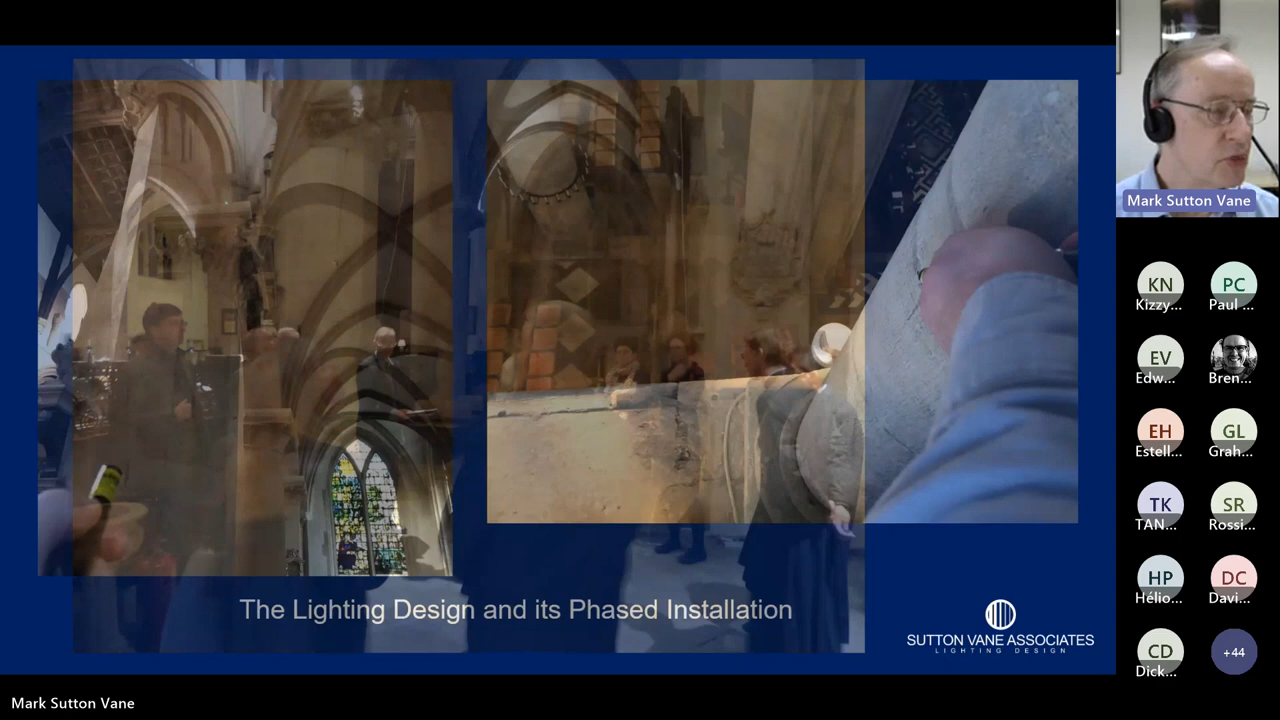 The Lighting Design and its Phased Installation
SUTTON VANE ASSOCIATES
LIGHTING DESIGN
Mark Sutton Vane
KN
Kizzy...
PC
Paul ...
EV
Edw...
Bren...
EH
Estell...
GL
Grah...
TK
TAN...
SR
Rossi...
HP
Hélio...
DC
Davi...
CD
Dick...
+44
Mark Sutton Vane